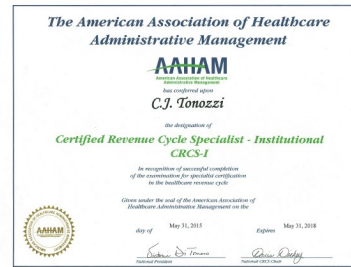 The American Association of Healthcare
Administrative Management
AAHAM
American Association of Healthcare
Administrative Management
has conferred upon
C.J. Tonozzi
the designation of
Certified Revenue Cycle Specialist - Institutional
CRCS-I
In recognition of successful completion
of the examination for specialist certification
in the healthcare revenue cycle
Given under the seal of the American Association of
Healthcare Administrative Management on the
day of May 31, 2015 Expires May 31, 2018
AAHAM
National President National CRCS Chair